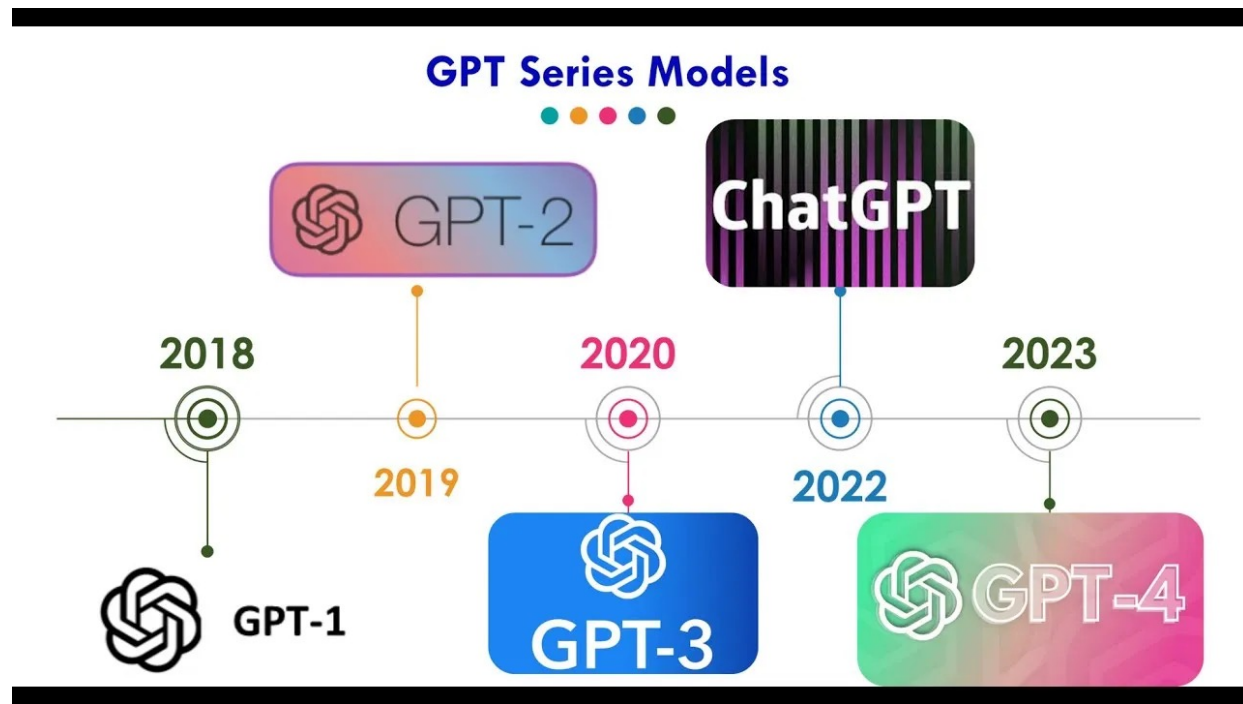 GPT Series Models
GPT-2
ChatGPT
2018
2020
2023
2019
2022
GPT-1
GPT-3
GPT-4